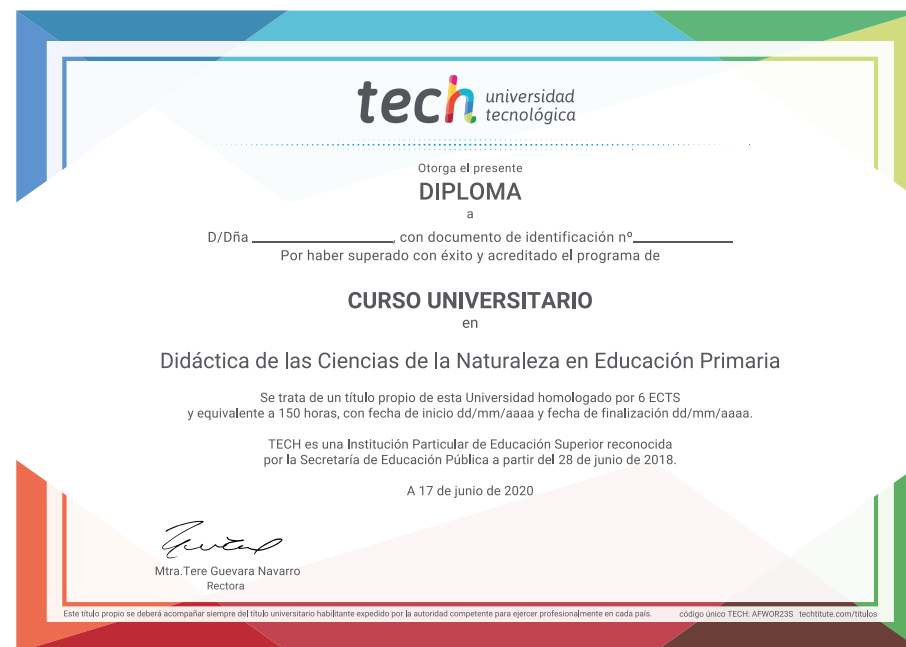 tech universidad
tecnológica
Otorga el presente
DIPLOMA
a
D/Dña ____________________, con documento de identificación nº______________
Por haber superado con éxito y acreditado el programa de
CURSO UNIVERSITARIO
en
Didáctica de las Ciencias de la Naturaleza en Educación Primaria
Se trata de un título propio de esta Universidad homologado por 6 ECTS
y equivalente a 150 horas, con fecha de inicio dd/mm/aaaa y fecha de finalización dd/mm/aaaa.
TECH es una Institución Particular de Educación Superior reconocida
por la Secretaría de Educación Pública a partir del 28 de junio de 2018.
A 17 de junio de 2020
Mtra.Tere Guevara Navarro
Rectora
Este título propio se deberá acompañar siempre del título universitario habilitante expedido por la autoridad competente para ejercer profesionalmente en cada país. código único TECH: AFWOR23S techtitute.com/títulos